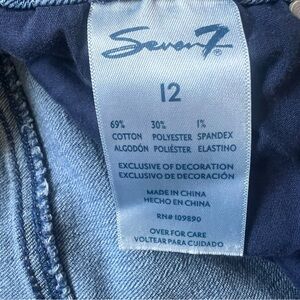 Seven7
12
69% 30% 1%
COTTON POLYESTER SPANDEX
ALGODÓN POLIÉSTER ELASTINO
EXCLUSIVE OF DECORATION
EXCLUSIVO DE DECORACIÓN
MADE IN CHINA
HECHO EN CHINA
RN# 109890
OVER FOR CARE
VOLTEAR PARA CUIDADO